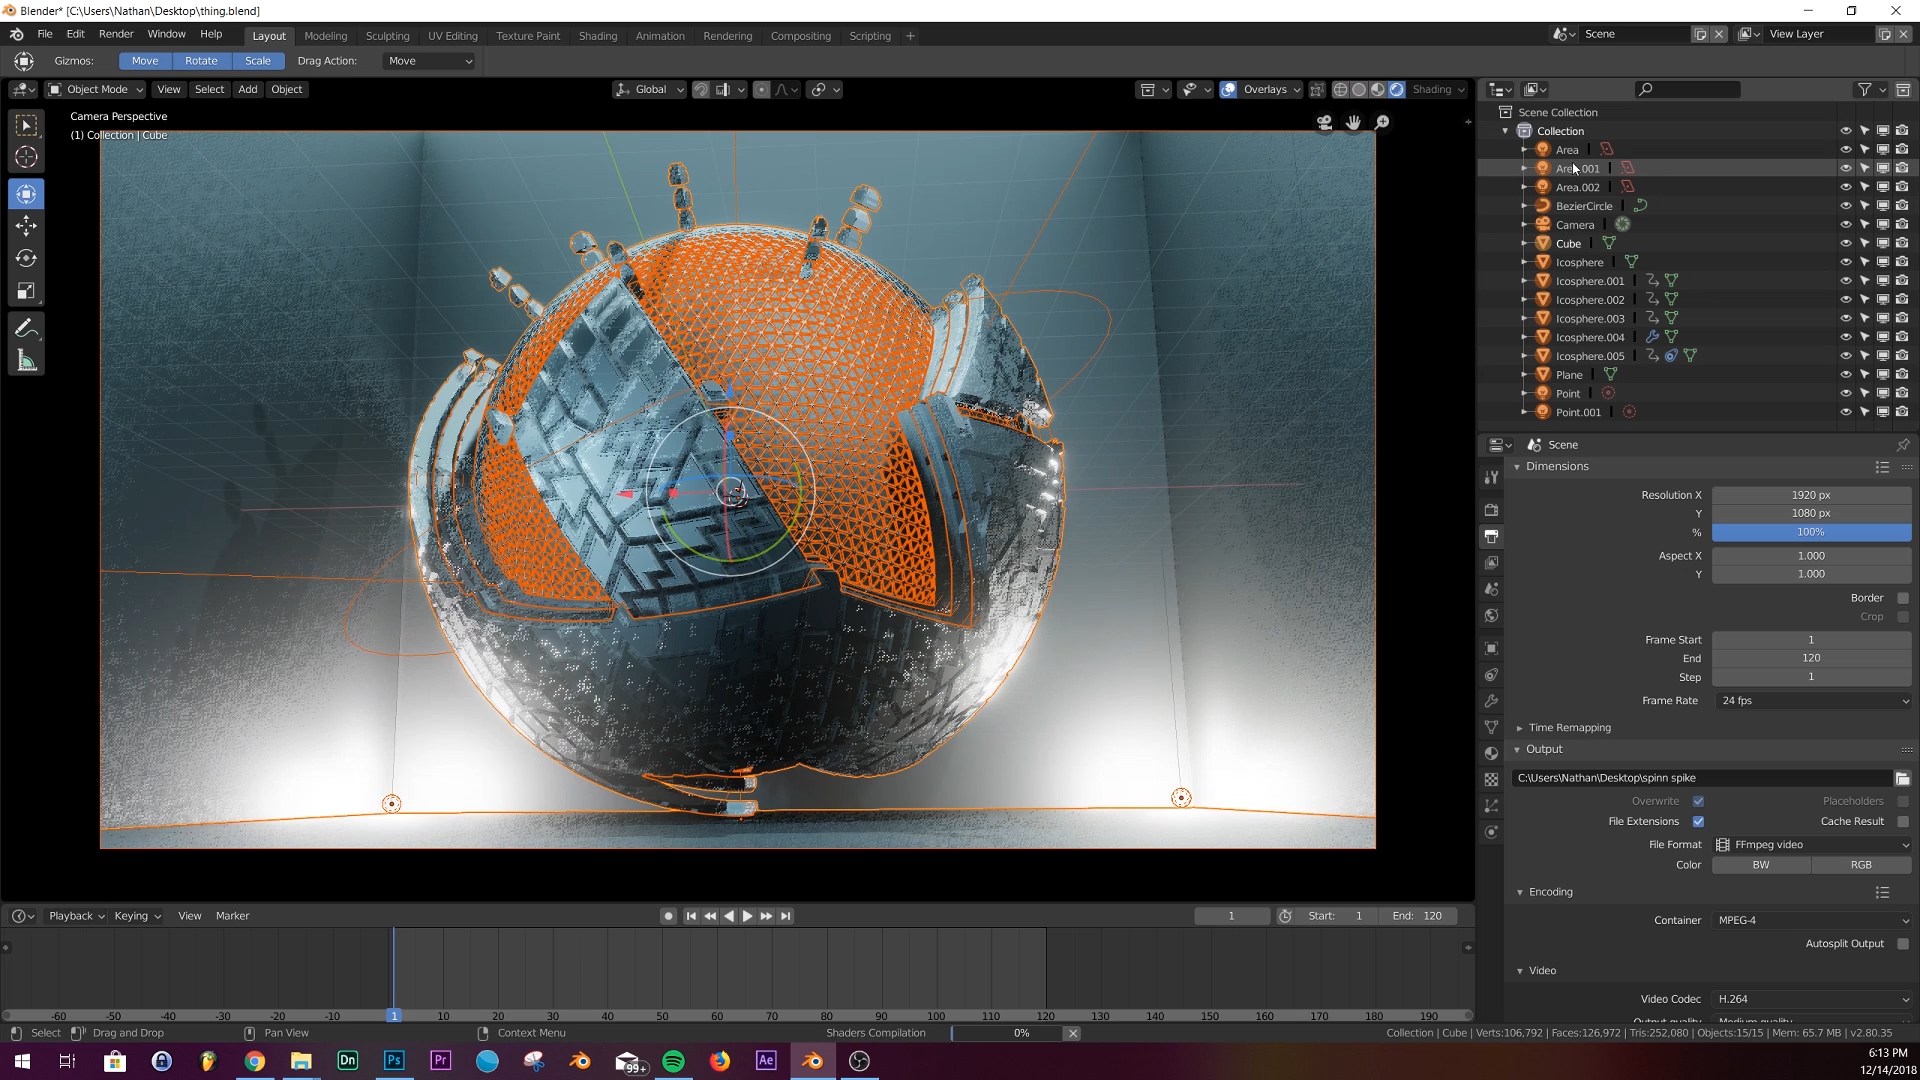 Blender* [C:\Users\Nathan\Desktop\thing.blend]
File Edit Render Window Help Layout Modeling Sculpting UV Editing Texture Paint Shading Animation Rendering Compositing Scripting Scene View Layer
Gizmos: Move Rotate Scale Drag Action: Move
Object Mode View Select Add Object Global Overlays Shading
Camera Perspective
(1) Collection | Cube
Scene Collection
Collection
Area
Area.001
Area.002
BezierCircle
Camera
Cube
Icosphere
Icosphere.001
Icosphere.002
Icosphere.003
Icosphere.004
Icosphere.005
Plane
Point
Point.001
Scene
Dimensions
Resolution X 1920 px
Y 1080 px
% 100%
Aspect X 1.000
Y 1.000
Border
Crop
Frame Start 1
End 120
Step 1
Frame Rate 24 fps
Time Remapping
Output
C:\Users\Nathan\Desktop\spinn spike
Overwrite Placeholders
File Extensions Cache Result
File Format FFmpeg video
Color BW RGB
Encoding
Container MPEG-4
Autosplit Output
Video
Video Codec H.264
Output quality Medium quality
Playback Keying View Marker 1 Start: 1 End: 120
-60 -50 -40 -30 -20 -10 1 10 20 30 40 50 60 70 80 90 100 110 120 130 140 150 160 170 180 190
Select Drag and Drop Pan View Context Menu Shaders Compilation 0% Collection | Cube | Verts:106,792 | Faces:126,972 | Tris:252,080 | Objects:15/15 | Mem: 65.7 MB | v2.80.35
Dn Ps Pr 99+ Ae
6:13 PM
12/14/2018